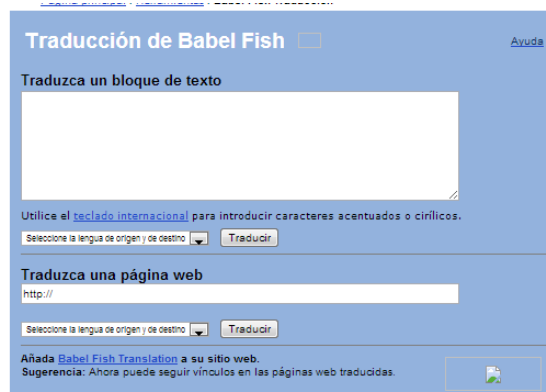 Traducción de Babel Fish
Ayuda
Traduzca un bloque de texto
Utilice el teclado internacional para introducir caracteres acentuados o cirílicos.
Seleccione la lengua de origen y de destino Traducir
Traduzca una página web
http://
Seleccione la lengua de origen y de destino Traducir
Añada Babel Fish Translation a su sitio web.
Sugerencia: Ahora puede seguir vínculos en las páginas web traducidas.